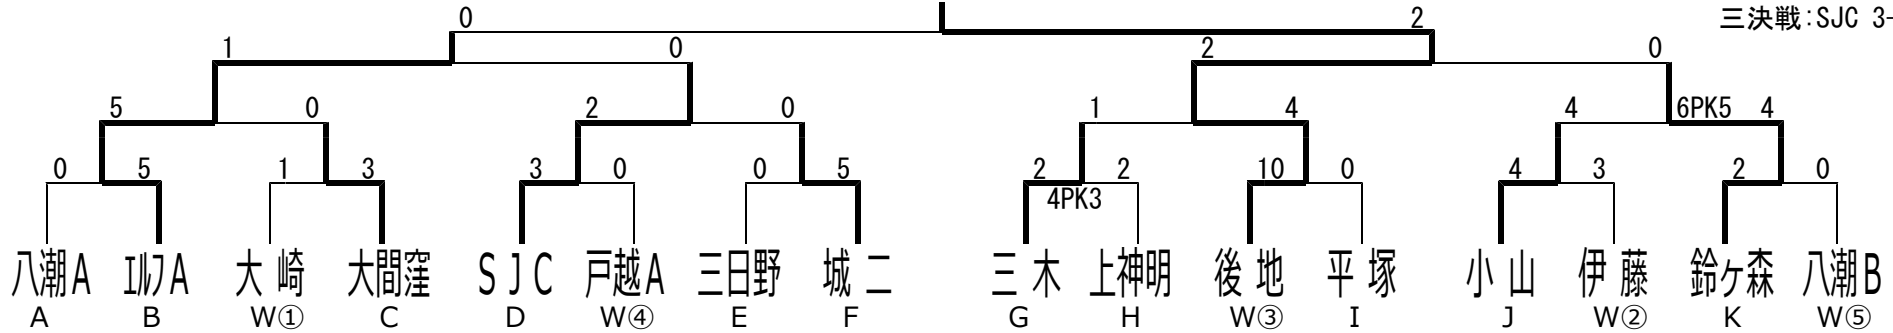 0 2 三決戦:SJC 3-
1 0 2 0
5 0 2 0 1 4 4 6PK5 4
0 5 1 3 3 0 0 5 2 2 10 0 4 3 2 0
4PK3
八潮A ｴﾙﾌA 大崎 大間窪 SJC 戸越A 三日野 城二 三木 上神明 後地 平塚 小山 伊藤 鈴ヶ森 八潮B
A B W① C D W④ E F G H W③ I J W② K W⑤